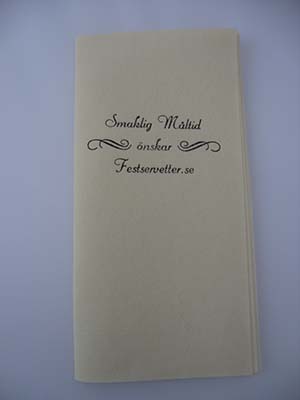 Smaklig Måltid
önskar
Festservetter.se